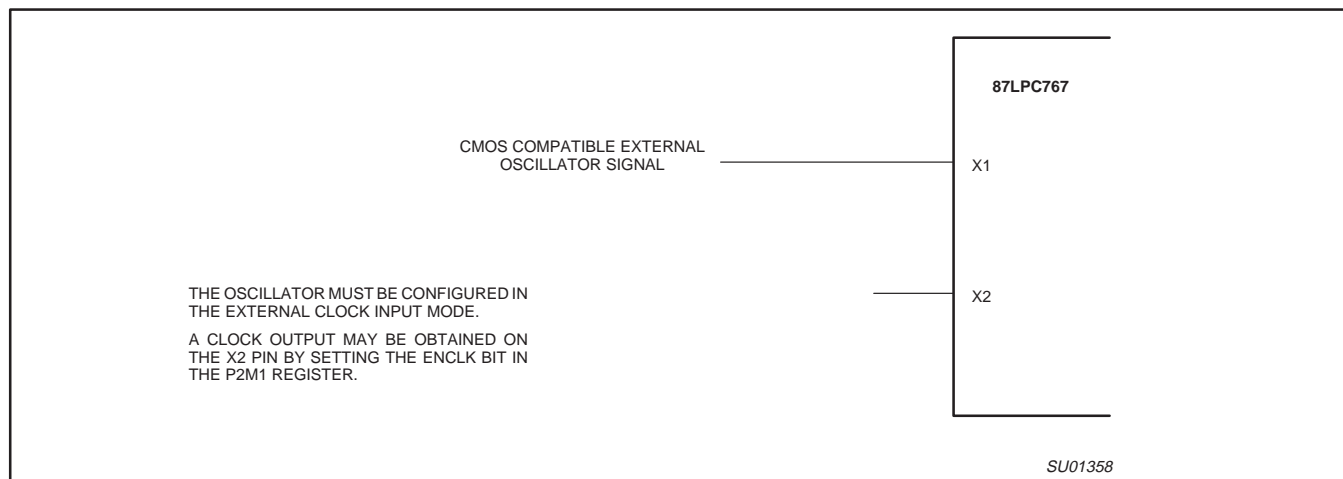 87LPC767
CMOS COMPATIBLE EXTERNAL
OSCILLATOR SIGNAL
X1
THE OSCILLATOR MUST BE CONFIGURED IN
THE EXTERNAL CLOCK INPUT MODE.
X2
A CLOCK OUTPUT MAY BE OBTAINED ON
THE X2 PIN BY SETTING THE ENCLK BIT IN
THE P2M1 REGISTER.
SU01358